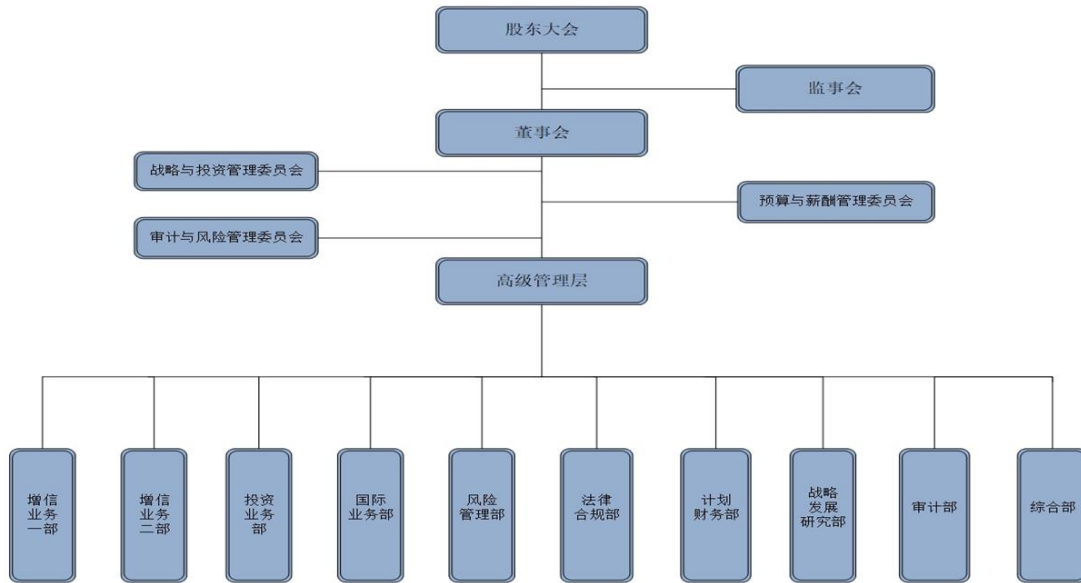 股东大会
监事会
董事会
战略与投资管理委员会
预算与薪酬管理委员会
审计与风险管理委员会
高级管理层
增信
业务
一部
增信
业务
二部
投资
业务
部
国际
业务部
风险
管理部
法律
合规部
计划
财务部
战略
发展
研究部
审计部
综合部